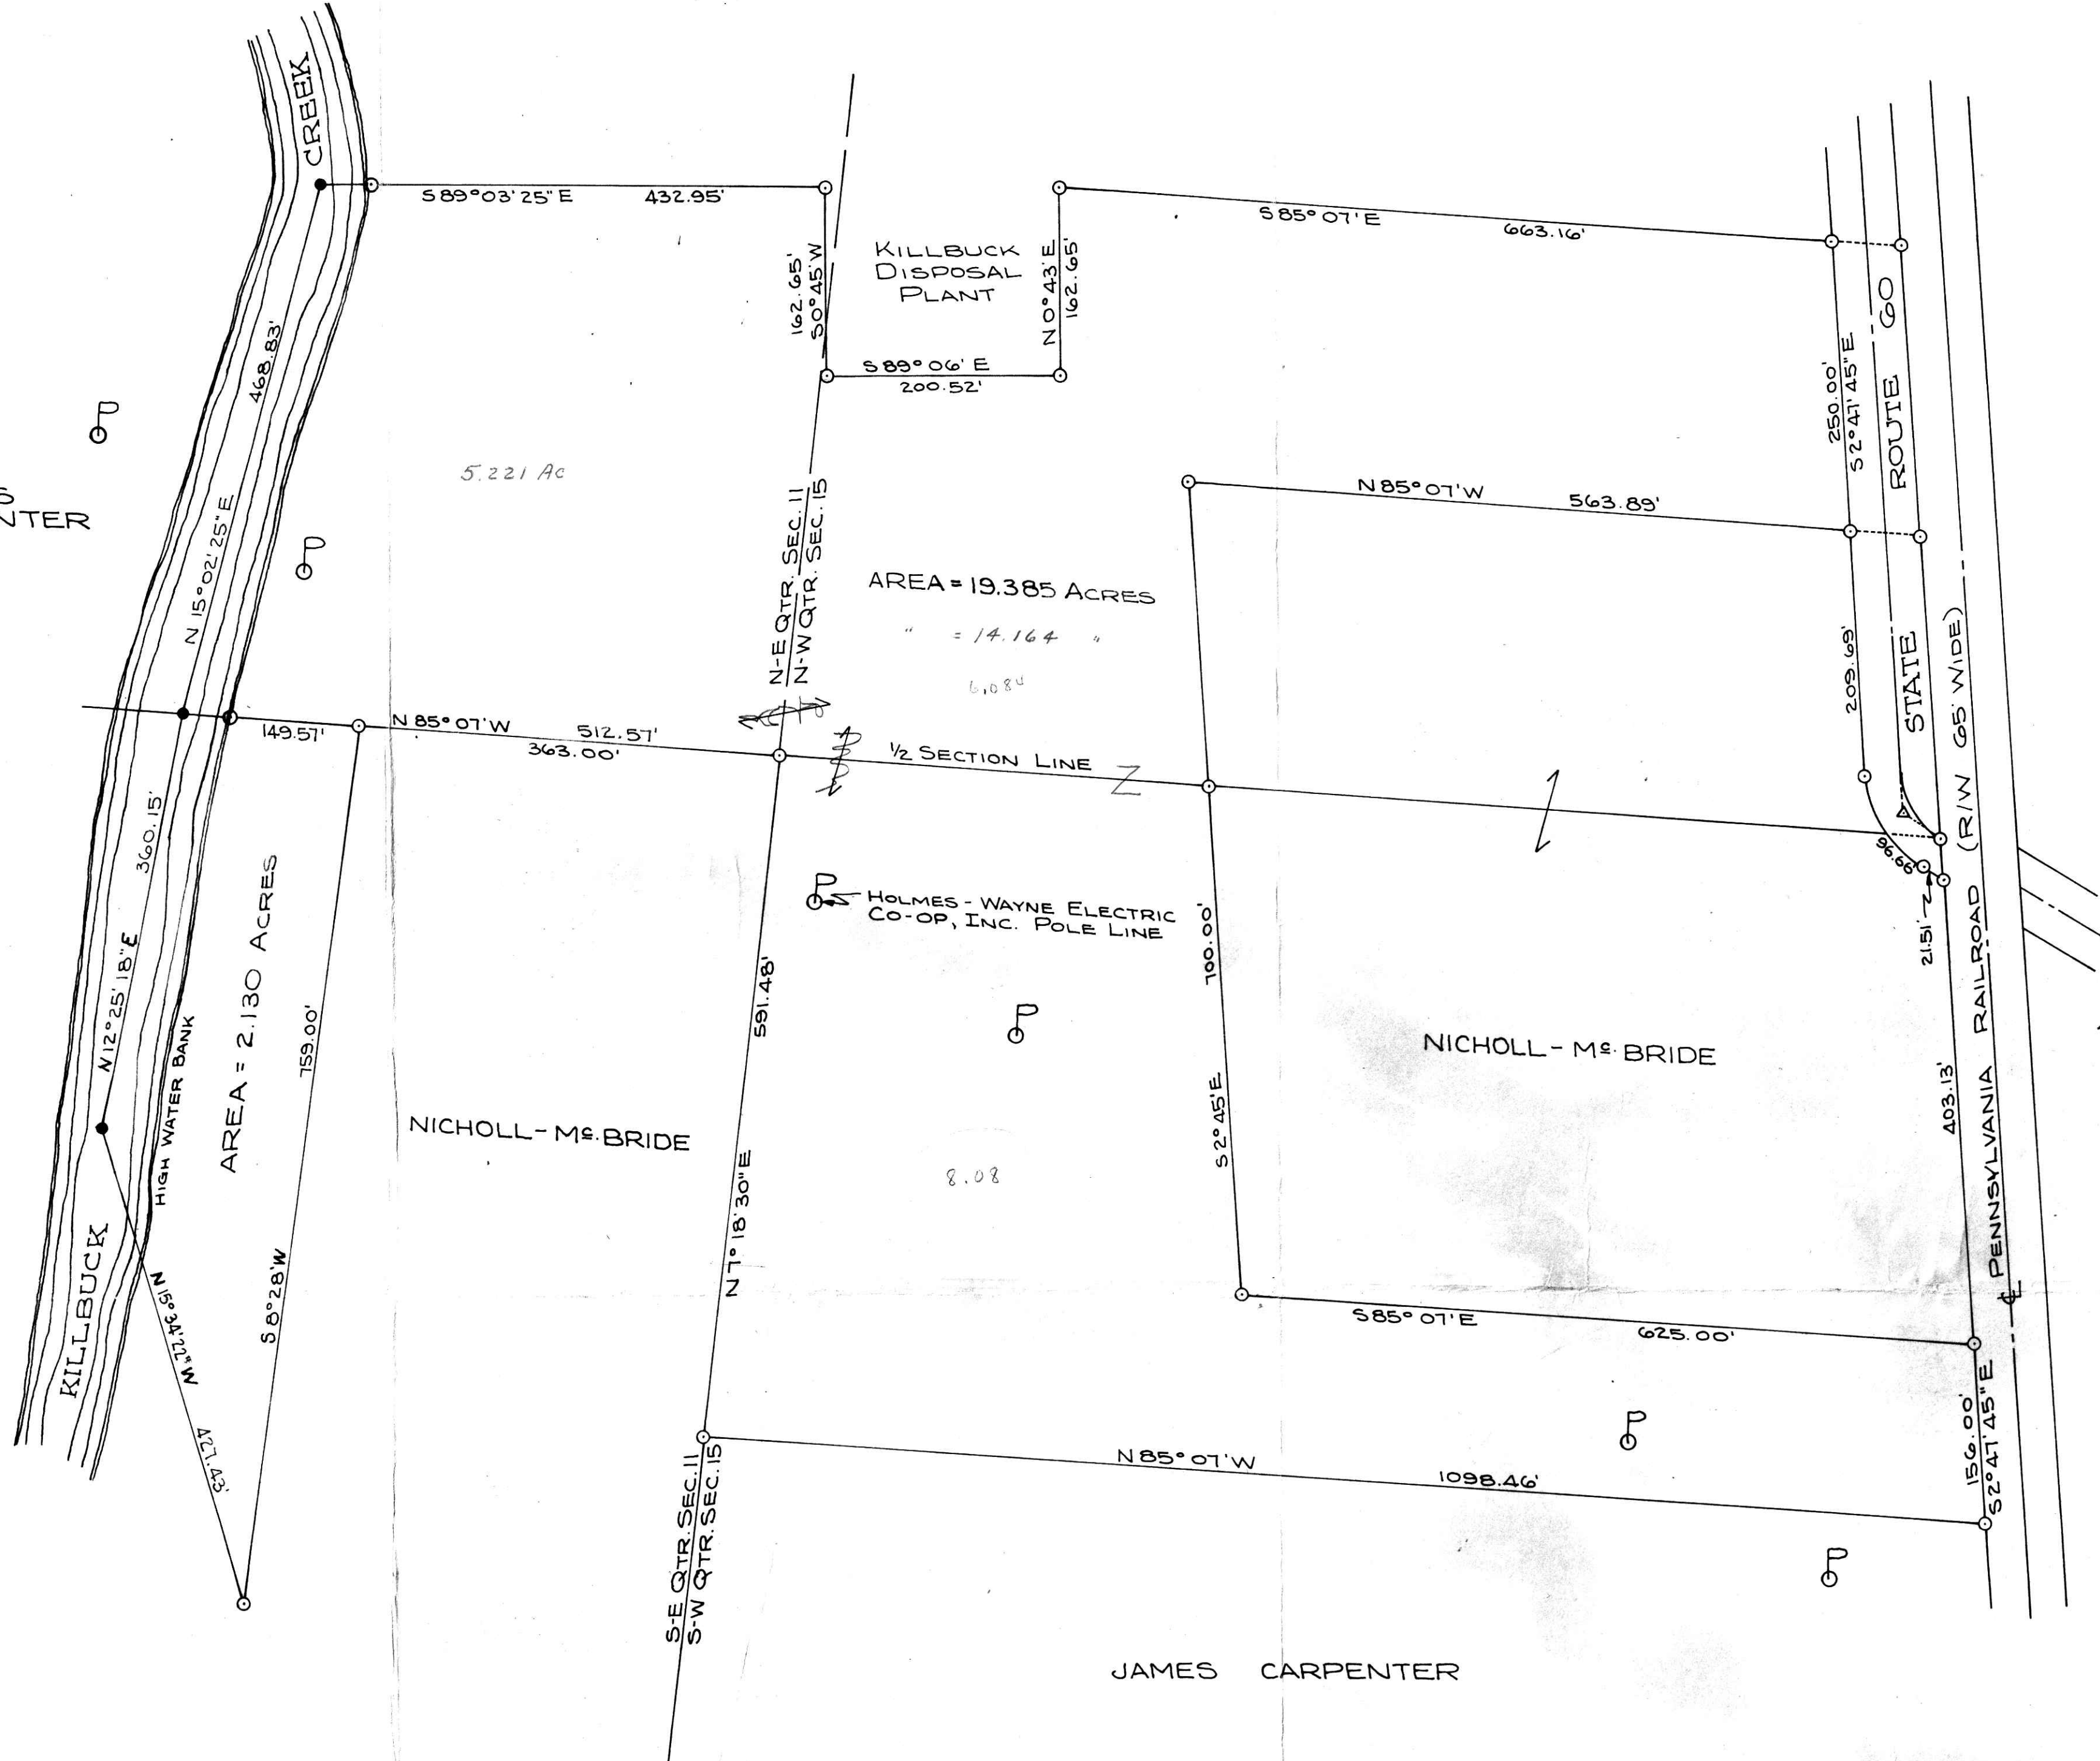 CREEK
S 89° 03' 25" E 432.95'
162.65'
S 0° 45' W
KILLBUCK
DISPOSAL
PLANT
N 0° 43' E
162.65'
S 89° 06' E
200.52'
S 85° 07' E 663.16'
250.00'
S 2° 47' 45" E
STATE ROUTE 60
468.83'
N 15° 02' 25" E
P
NTER
5.221 Ac
P
N-E QTR. SEC. 11
N-W QTR. SEC. 15
N 85° 07' W 563.89'
AREA = 19.385 ACRES
" = 14.164 "
209.69'
149.57'
N 85° 07' W 512.57'
363.00'
1/2 SECTION LINE Z
96.66'
21.51'
(R/W 65' WIDE)
℄ PENNSYLVANIA RAILROAD
360.15'
N 12° 25' 18" E
HIGH WATER BANK
AREA = 2.130 ACRES
759.00'
S 8° 28' W
P
HOLMES - WAYNE ELECTRIC
CO-OP, INC. POLE LINE
591.48'
N 7° 18' 30" E
700.00'
S 2° 45' E
P
NICHOLL - Mc. BRIDE
NICHOLL - Mc. BRIDE
403.13'
8.08
KILLBUCK
N 15° 34' 22" W
427.43'
S 85° 07' E 625.00'
156.00'
S 2° 47' 45" E
P
N 85° 07' W 1098.46'
S-E QTR. SEC. 11
S-W QTR. SEC. 15
P
JAMES CARPENTER